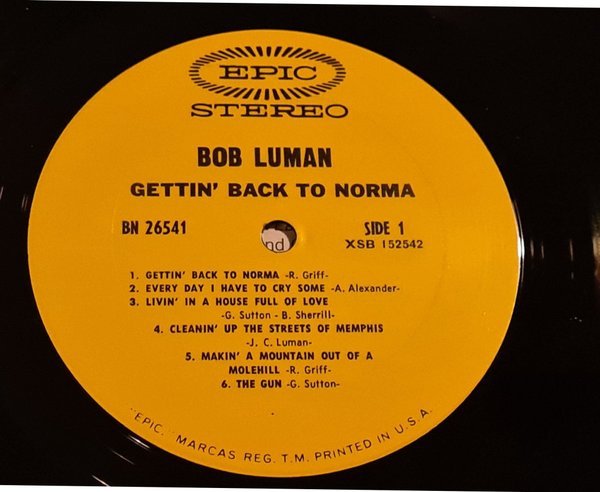 EPIC
STEREO
BOB LUMAN
GETTIN' BACK TO NORMA
BN 26541
SIDE 1
XSB 152542
nd
1. GETTIN' BACK TO NORMA -R. Griff-
2. EVERY DAY I HAVE TO CRY SOME -A. Alexander-
3. LIVIN' IN A HOUSE FULL OF LOVE
-G. Sutton - B. Sherrill-
4. CLEANIN' UP THE STREETS OF MEMPHIS
-J. C. Luman-
5. MAKIN' A MOUNTAIN OUT OF A
MOLEHILL -R. Griff-
6. THE GUN -G. Sutton-
"EPIC," MARCAS REG. T.M. PRINTED IN U.S.A.